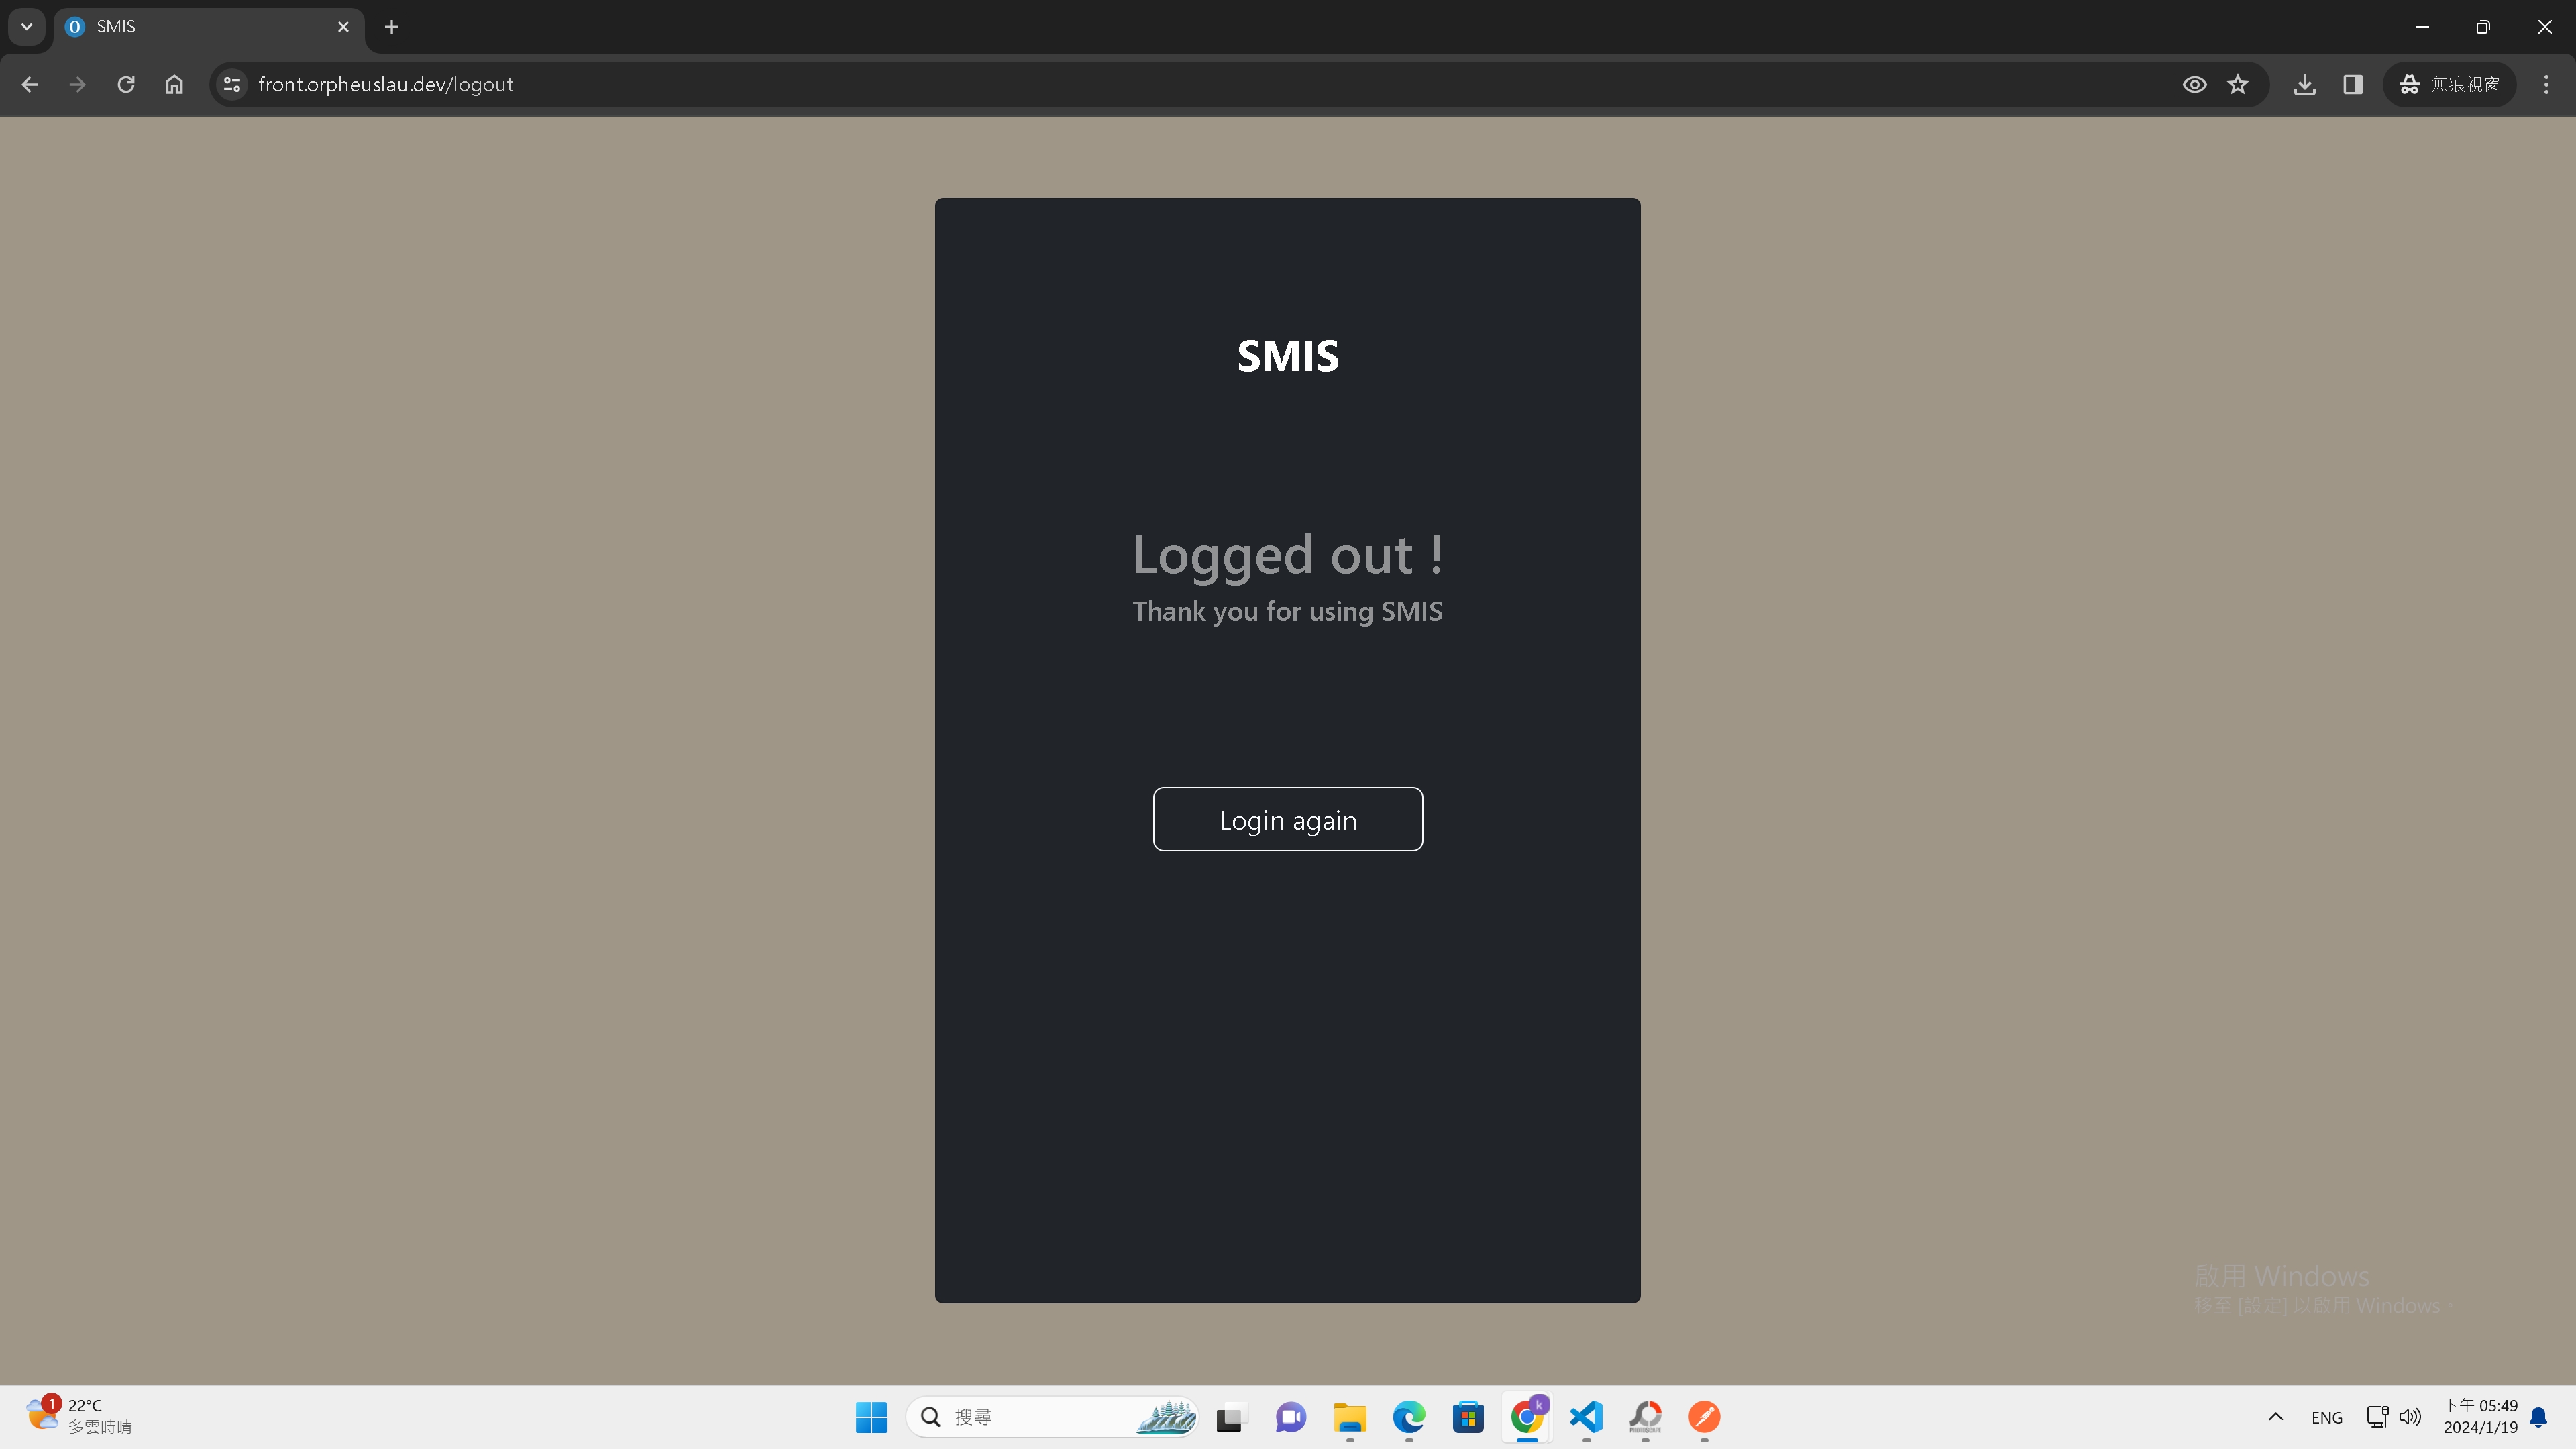 SMIS
front.orpheuslau.dev/logout
無痕視窗
SMIS
Logged out !
Thank you for using SMIS
Login again
啟用 Windows
移至 [設定] 以啟用 Windows。
1
22°C
多雲時晴
搜尋
k
ENG
下午 05:49
2024/1/19